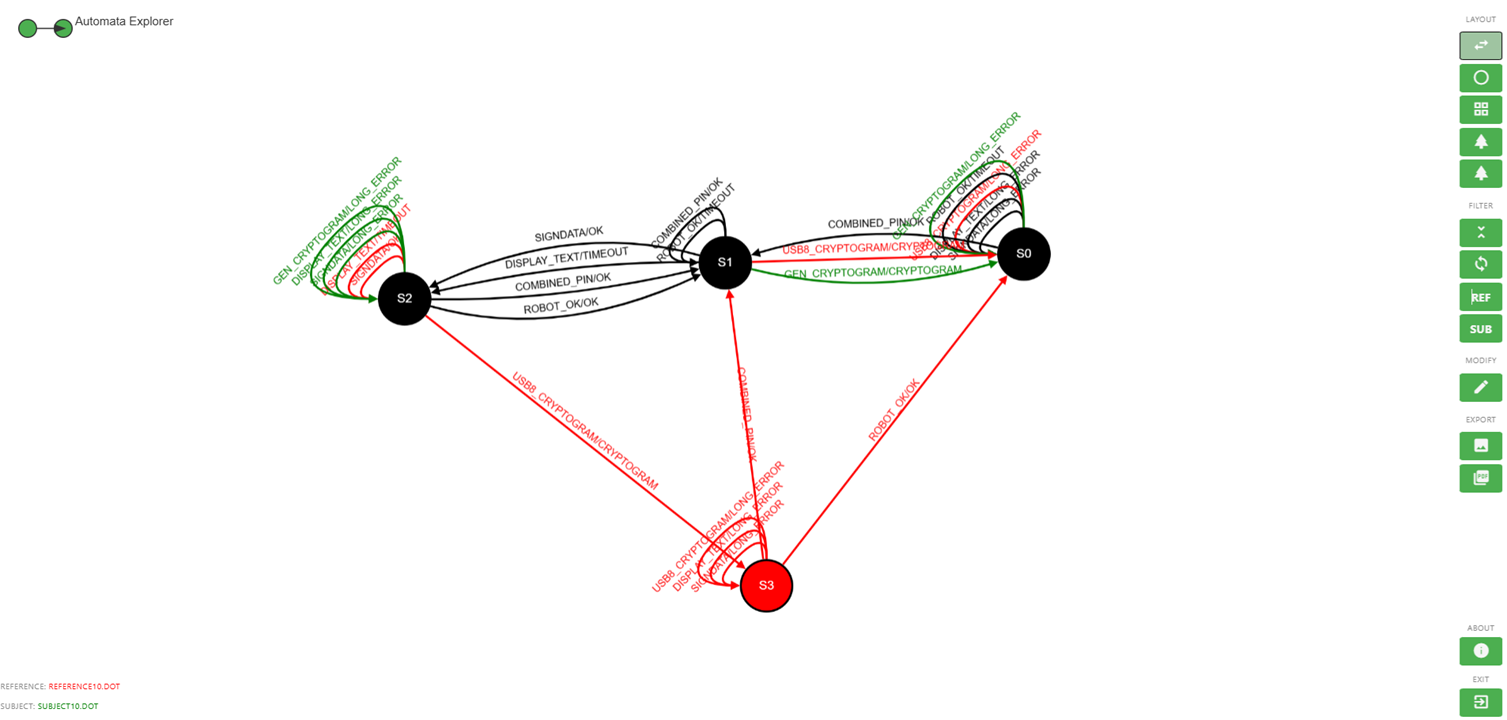 Automata Explorer
LAYOUT
FILTER
REF
SUB
MODIFY
EXPORT
PDF
ABOUT
EXIT
GEN_CRYPTOGRAM/LONG_ERROR
ROBOT_OK/TIMEOUT
USB8_CRYPTOGRAM/LONG_ERROR
DISPLAY_TEXT/LONG_ERROR
SIGNDATA/LONG_ERROR
S0
GEN_CRYPTOGRAM/LONG_ERROR
DISPLAY_TEXT/LONG_ERROR
SIGNDATA/LONG_ERROR
DISPLAY_TEXT/TIMEOUT
SIGNDATA/OK
S2
COMBINED_PIN/OK
ROBOT_OK/TIMEOUT
S1
SIGNDATA/OK
DISPLAY_TEXT/TIMEOUT
COMBINED_PIN/OK
ROBOT_OK/OK
COMBINED_PIN/OK
USB8_CRYPTOGRAM/CRYPTOGRAM
GEN_CRYPTOGRAM/CRYPTOGRAM
USB8_CRYPTOGRAM/CRYPTOGRAM
COMBINED_PIN/OK
ROBOT_OK/OK
USB8_CRYPTOGRAM/LONG_ERROR
DISPLAY_TEXT/LONG_ERROR
SIGNDATA/LONG_ERROR
S3
REFERENCE: REFERENCE10.DOT
SUBJECT: SUBJECT10.DOT